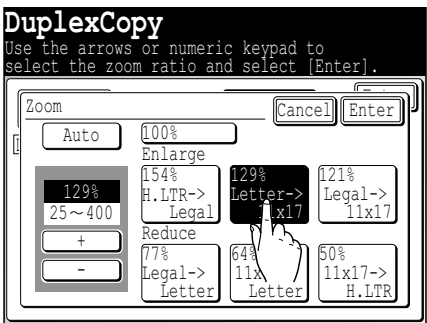 DuplexCopy
Use the arrows or numeric keypad to
select the zoom ratio and select [Enter].
Zoom
Cancel
Enter
Auto
100%
Enlarge
154%
H.LTR->
Legal
129%
Letter->
11x17
121%
Legal->
11x17
129%
25～400
+
-
Reduce
77%
Legal->
Letter
64%
Letter
50%
11x17->
H.LTR